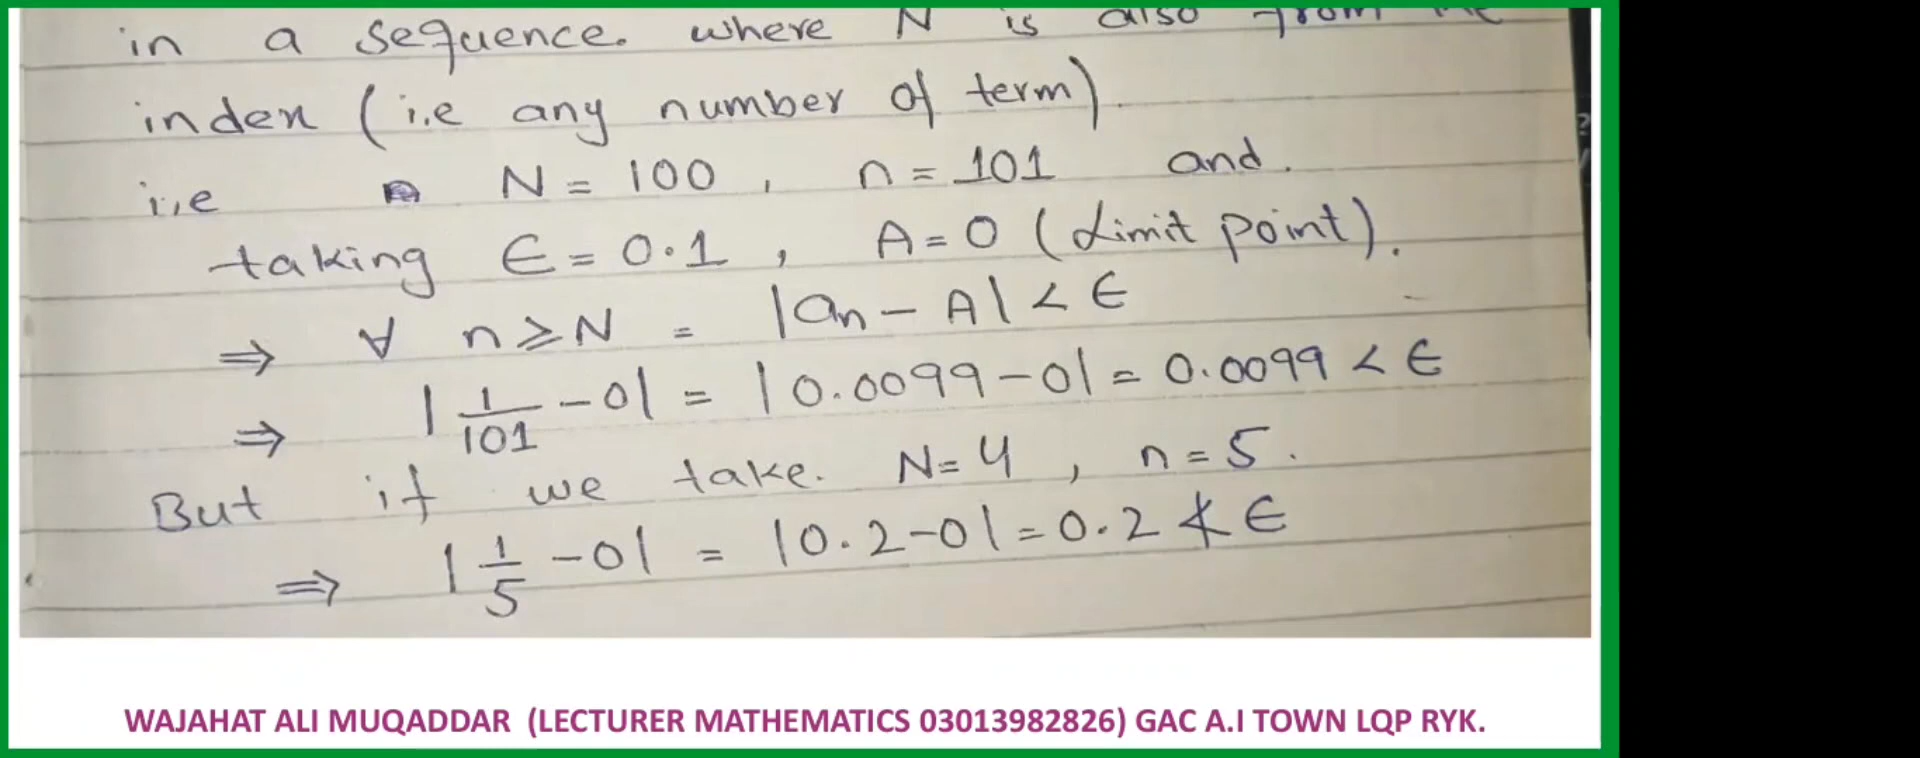 in a sequence. where N is also from the
index (i.e any number of term).
i.e N = 100 , n = 101 and.
taking ∈ = 0.1 , A = 0 (Limit point).
⇒ ∀ n ≥ N = |an - A| < ∈
⇒ |1/101 - 0| = |0.0099 - 0| = 0.0099 < ∈
But if we take. N = 4 , n = 5.
⇒ |1/5 - 0| = |0.2 - 0| = 0.2 ≮ ∈
WAJAHAT ALI MUQADDAR (LECTURER MATHEMATICS 03013982826) GAC A.I TOWN LQP RYK.